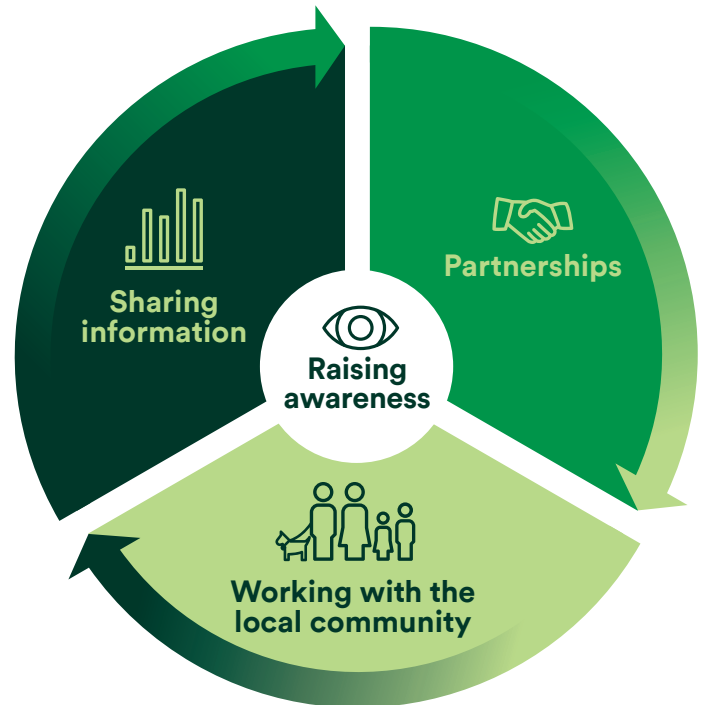 Partnerships
Sharing
information
Raising
awareness
Working with the
local community